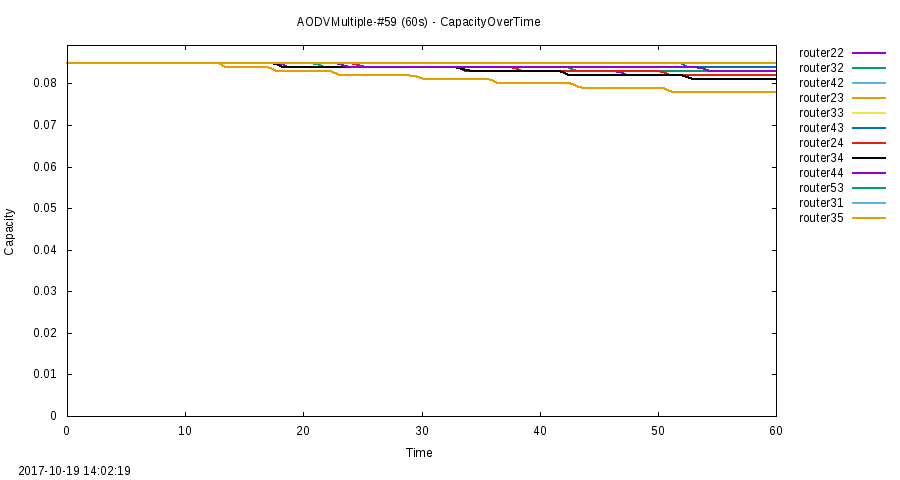 AODVMultiple-#59 (60s) - CapacityOverTime
router22
router32
router42
router23
router33
router43
router24
router34
router44
router53
router31
router35
0.08
0.07
0.06
0.05
0.04
0.03
0.02
0.01
0
Capacity
0 10 20 30 40 50 60
Time
2017-10-19 14:02:19